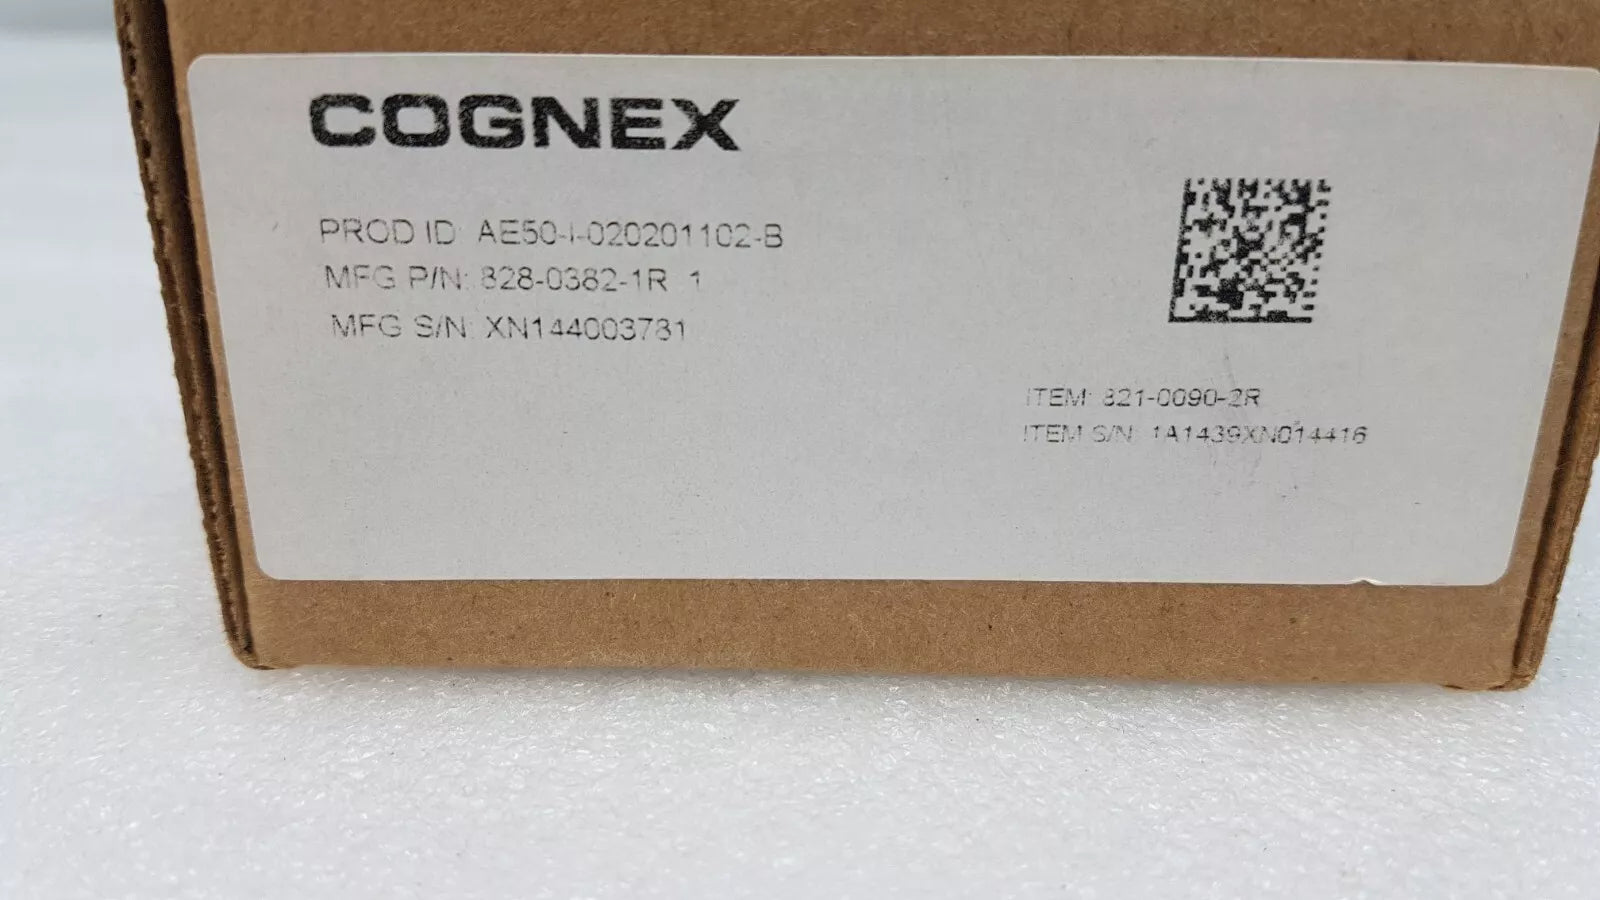 COGNEX
PROD ID: AE50-I-020201102-B
MFG P/N: 828-0382-1R 1
MFG S/N: XN144003781
ITEM: 821-0090-2R
ITEM S/N: 1A1439XN014416